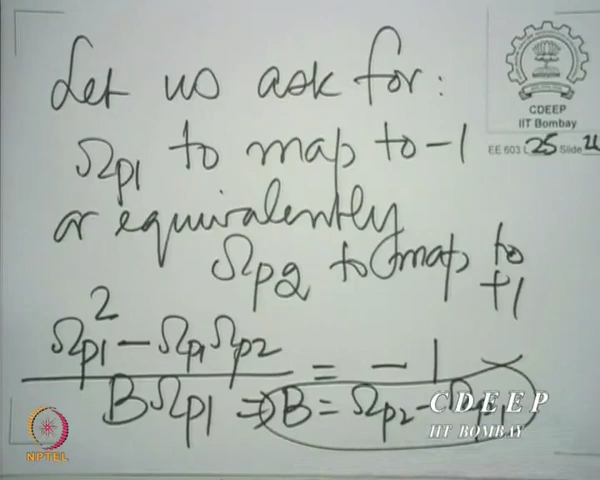 Let us ask for:
CDEEP
IIT Bombay
EE 603 L 25 Slide
Ωp1 to map to -1
or equivalently
Ωp2 to map to
+1
Ωp1² - Ωp1Ωp2 / BΩp1 = -1
⇒ B = Ωp2 - Ωp1
CDEEP
IIT BOMBAY
NPTEL